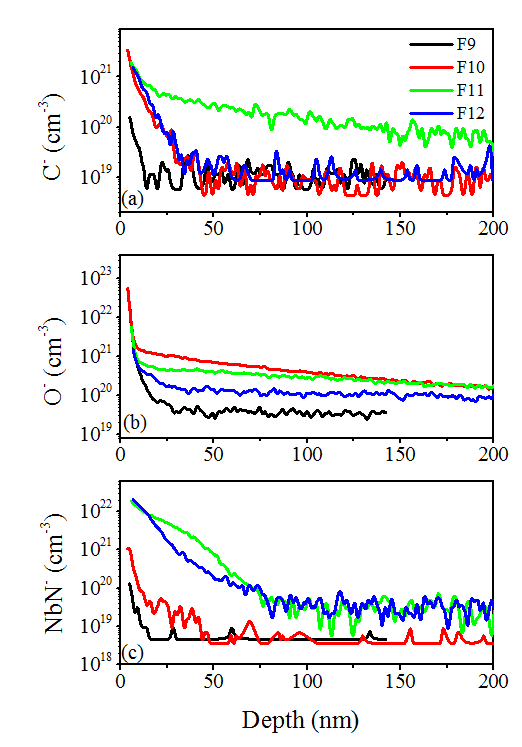 F9
F10
F11
F12
10²¹
10²⁰
10¹⁹
C⁻ (cm⁻³)
(a)
0 50 100 150 200
10²³
10²²
10²¹
10²⁰
10¹⁹
O⁻ (cm⁻³)
(b)
0 50 100 150 200
10²²
10²¹
10²⁰
10¹⁹
10¹⁸
NbN⁻ (cm⁻³)
(c)
0 50 100 150 200
Depth (nm)